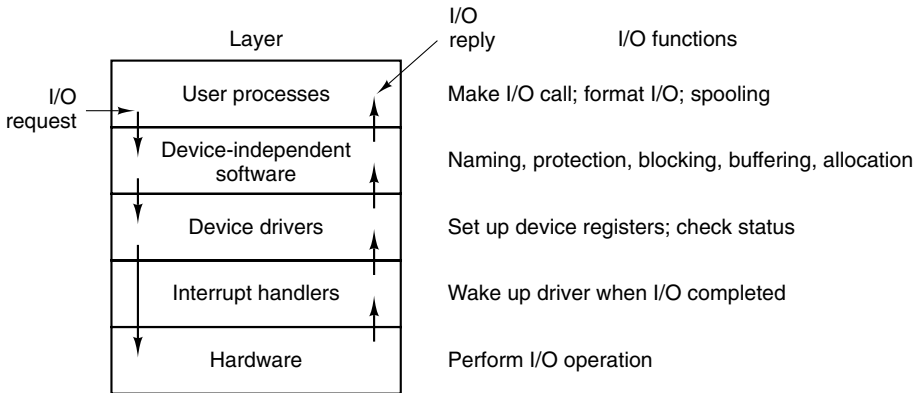 I/O
reply
Layer
I/O functions
I/O
request
User processes
Make I/O call; format I/O; spooling
Device-independent
software
Naming, protection, blocking, buffering, allocation
Device drivers
Set up device registers; check status
Interrupt handlers
Wake up driver when I/O completed
Hardware
Perform I/O operation